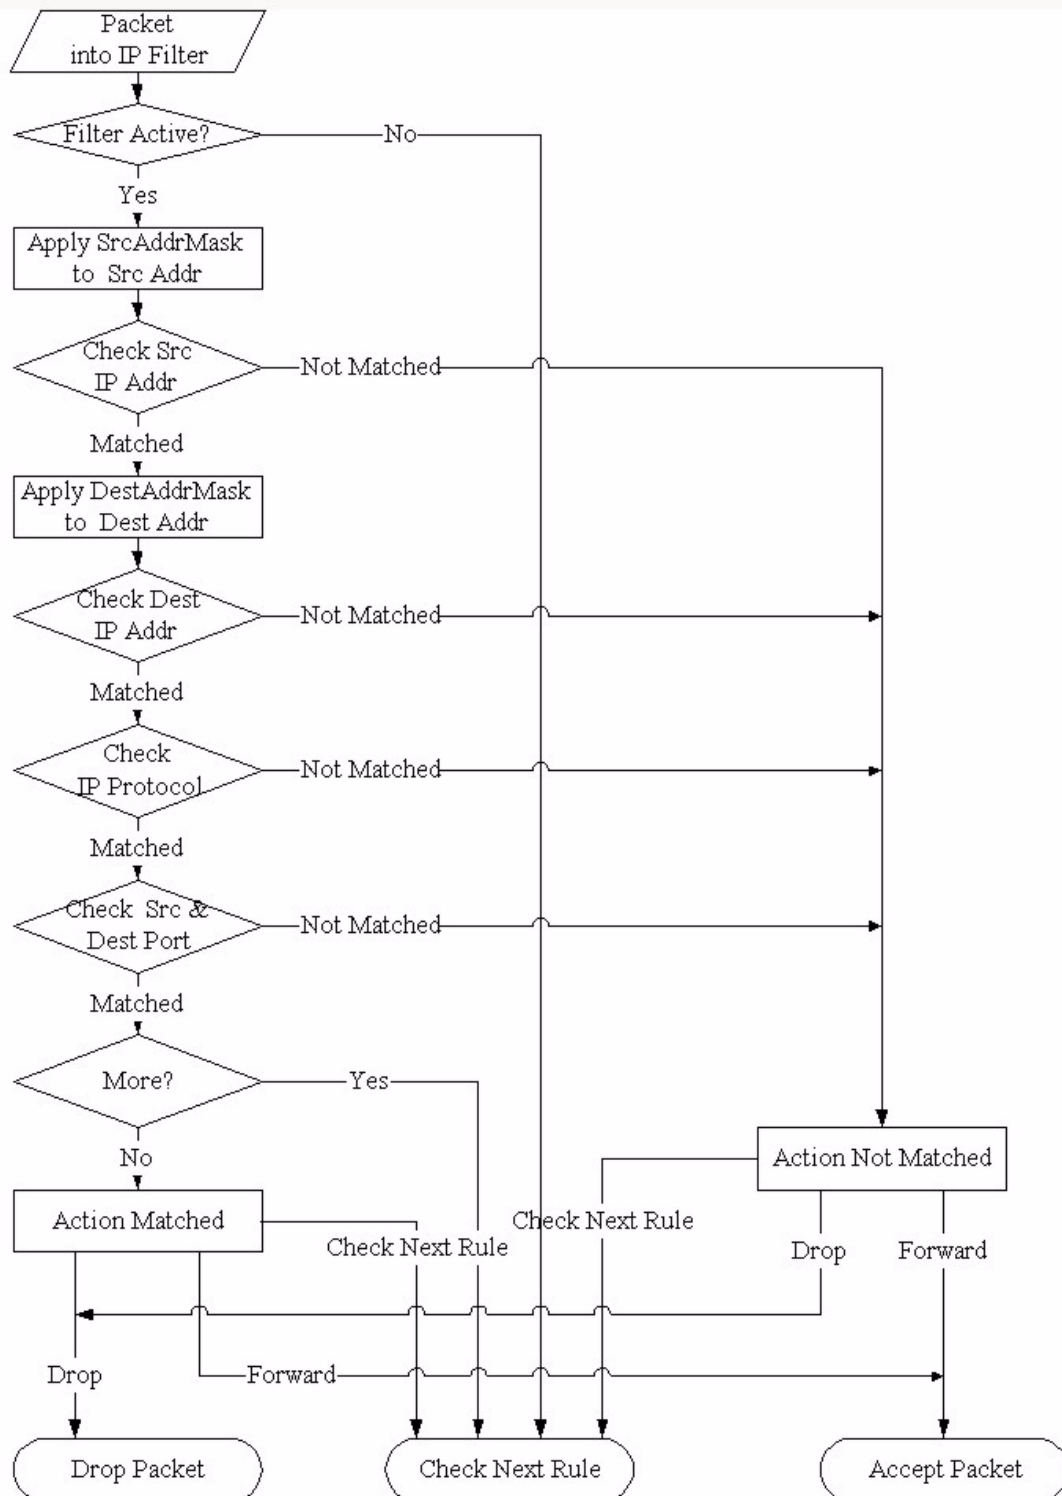 Packet
into IP Filter
Filter Active?
No
Yes
Apply SrcAddrMask
to Src Addr
Check Src
IP Addr
Not Matched
Matched
Apply DestAddrMask
to Dest Addr
Check Dest
IP Addr
Not Matched
Matched
Check
IP Protocol
Not Matched
Matched
Check Src &
Dest Port
Not Matched
Matched
More?
Yes
No
Action Not Matched
Action Matched
Check Next Rule
Check Next Rule
Drop
Forward
Drop
Forward
Drop Packet
Check Next Rule
Accept Packet